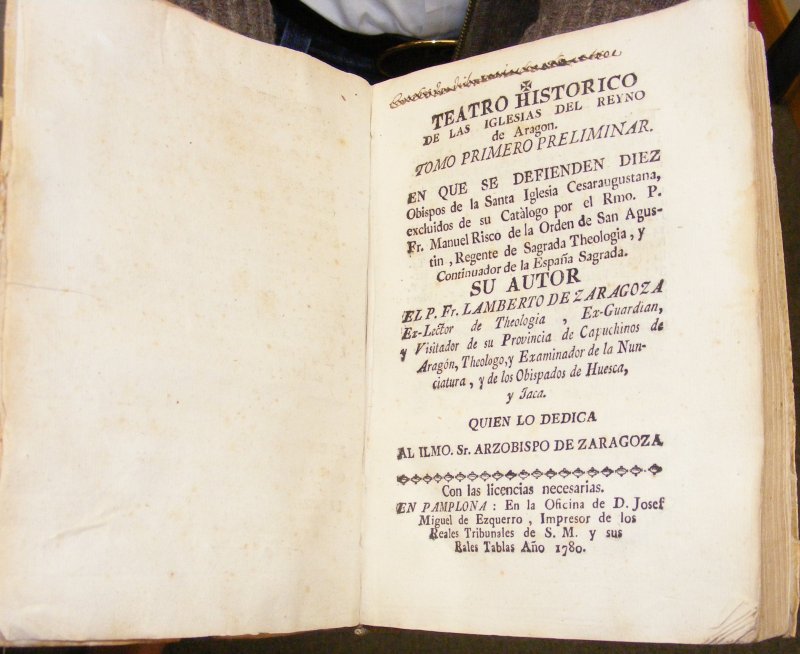 TEATRO HISTORICO
DE LAS IGLESIAS DEL REYNO
de Aragon.
TOMO PRIMERO PRELIMINAR.
EN QUE SE DEFIENDEN DIEZ
Obispos de la Santa Iglesia Cesaraugustana,
excluidos de su Catàlogo por el Rmo. P.
Fr. Manuel Risco de la Orden de San Agus-
tin, Regente de Sagrada Theologia, y
Continuador de la España Sagrada.
SU AUTOR
EL P. Fr. LAMBERTO DE ZARAGOZA
Ex-Lector de Theologia, Ex-Guardian,
y Visitador de su Provincia de Capuchinos de
Aragón, Theologo, y Examinador de la Nun-
ciatura, y de los Obispados de Huesca,
y Jaca.
QUIEN LO DEDICA
AL ILMO. Sr. ARZOBISPO DE ZARAGOZA
Con las licencias necesarias.
EN PAMPLONA: En la Oficina de D. Josef
Miguel de Ezquerro, Impresor de los
Reales Tribunales de S. M. y sus
Rales Tablas Año 1780.